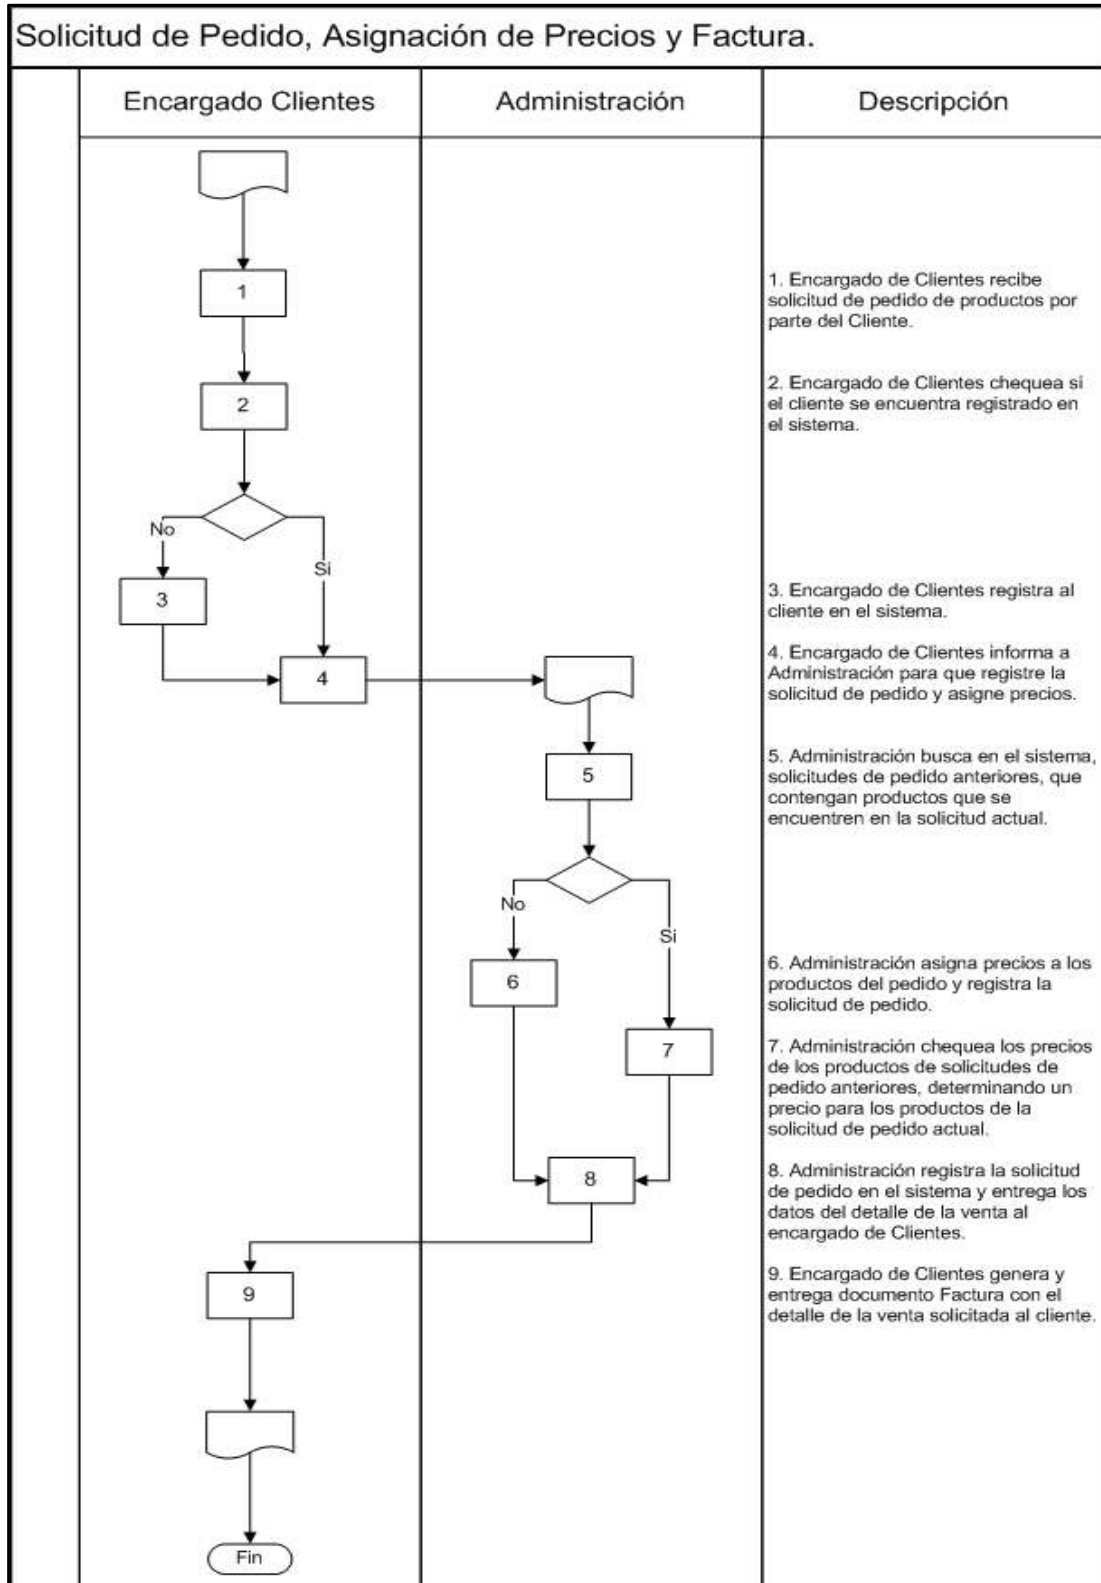 Solicitud de Pedido, Asignación de Precios y Factura.
Encargado Clientes
Administración
Descripción
1
1. Encargado de Clientes recibe
solicitud de pedido de productos por
parte del Cliente.
2
2. Encargado de Clientes chequea si
el cliente se encuentra registrado en
el sistema.
No
Si
3
3. Encargado de Clientes registra al
cliente en el sistema.
4
4. Encargado de Clientes informa a
Administración para que registre la
solicitud de pedido y asigne precios.
5
5. Administración busca en el sistema,
solicitudes de pedido anteriores, que
contengan productos que se
encuentren en la solicitud actual.
No
Si
6
6. Administración asigna precios a los
productos del pedido y registra la
solicitud de pedido.
7
7. Administración chequea los precios
de los productos de solicitudes de
pedido anteriores, determinando un
precio para los productos de la
solicitud de pedido actual.
8
8. Administración registra la solicitud
de pedido en el sistema y entrega los
datos del detalle de la venta al
encargado de Clientes.
9
9. Encargado de Clientes genera y
entrega documento Factura con el
detalle de la venta solicitada al cliente.
Fin